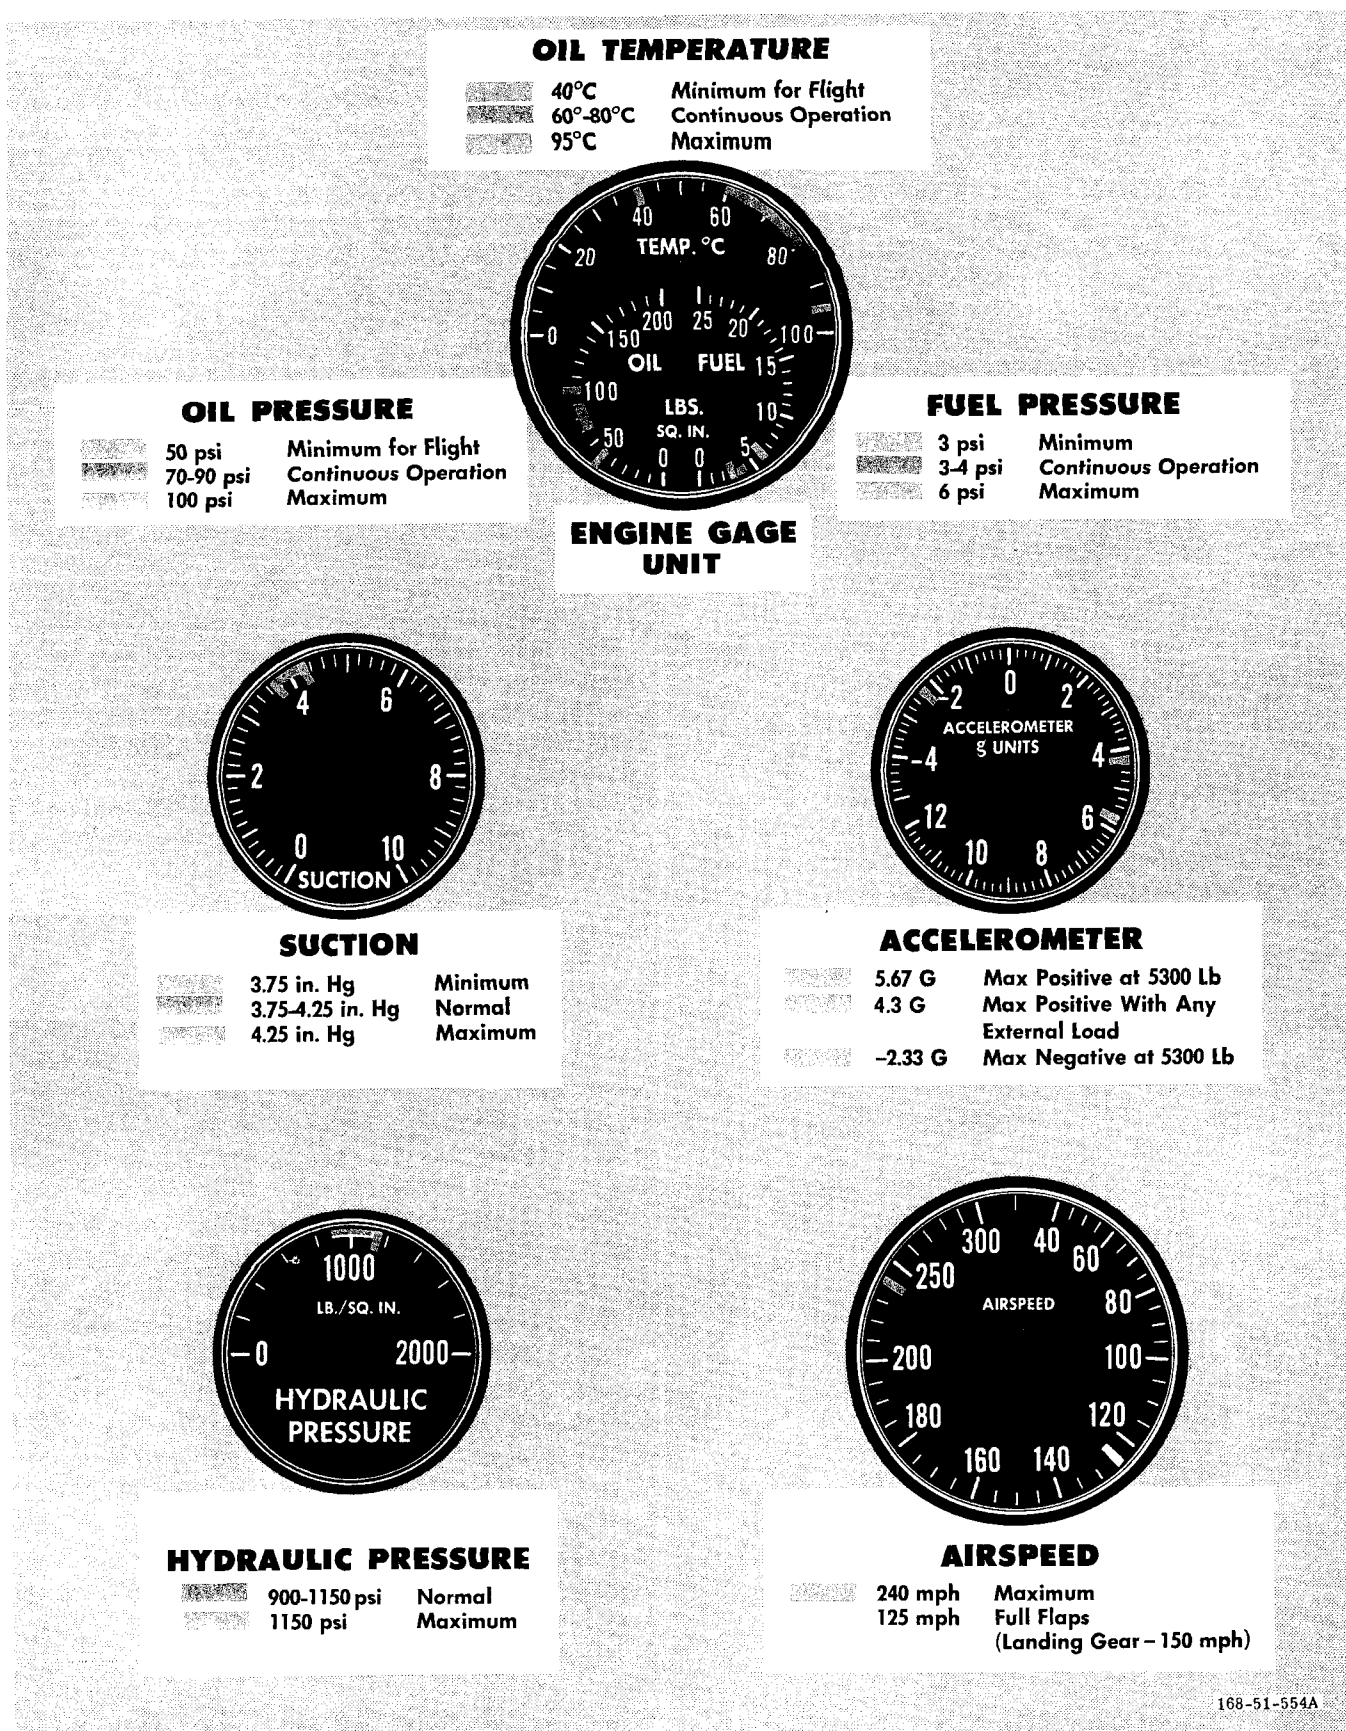 OIL TEMPERATURE
40°C Minimum for Flight
60°-80°C Continuous Operation
95°C Maximum
40 60
20 TEMP. °C 80
0 100
150 200 25 20
OIL FUEL 15
100 LBS. 10
50 SQ. IN. 5
0 0
OIL PRESSURE
50 psi Minimum for Flight
70-90 psi Continuous Operation
100 psi Maximum
FUEL PRESSURE
3 psi Minimum
3-4 psi Continuous Operation
6 psi Maximum
ENGINE GAGE
UNIT
4 6
2 8
0 10
SUCTION
SUCTION
3.75 in. Hg Minimum
3.75-4.25 in. Hg Normal
4.25 in. Hg Maximum
-2 0 2
ACCELEROMETER
g UNITS
-4 4
12 6
10 8
ACCELEROMETER
5.67 G Max Positive at 5300 Lb
4.3 G Max Positive With Any
External Load
-2.33 G Max Negative at 5300 Lb
1000
LB./SQ. IN.
0 2000
HYDRAULIC
PRESSURE
HYDRAULIC PRESSURE
900-1150 psi Normal
1150 psi Maximum
300 40
250 60
AIRSPEED 80
200 100
180 120
160 140
AIRSPEED
240 mph Maximum
125 mph Full Flaps
(Landing Gear – 150 mph)
168-51-554A